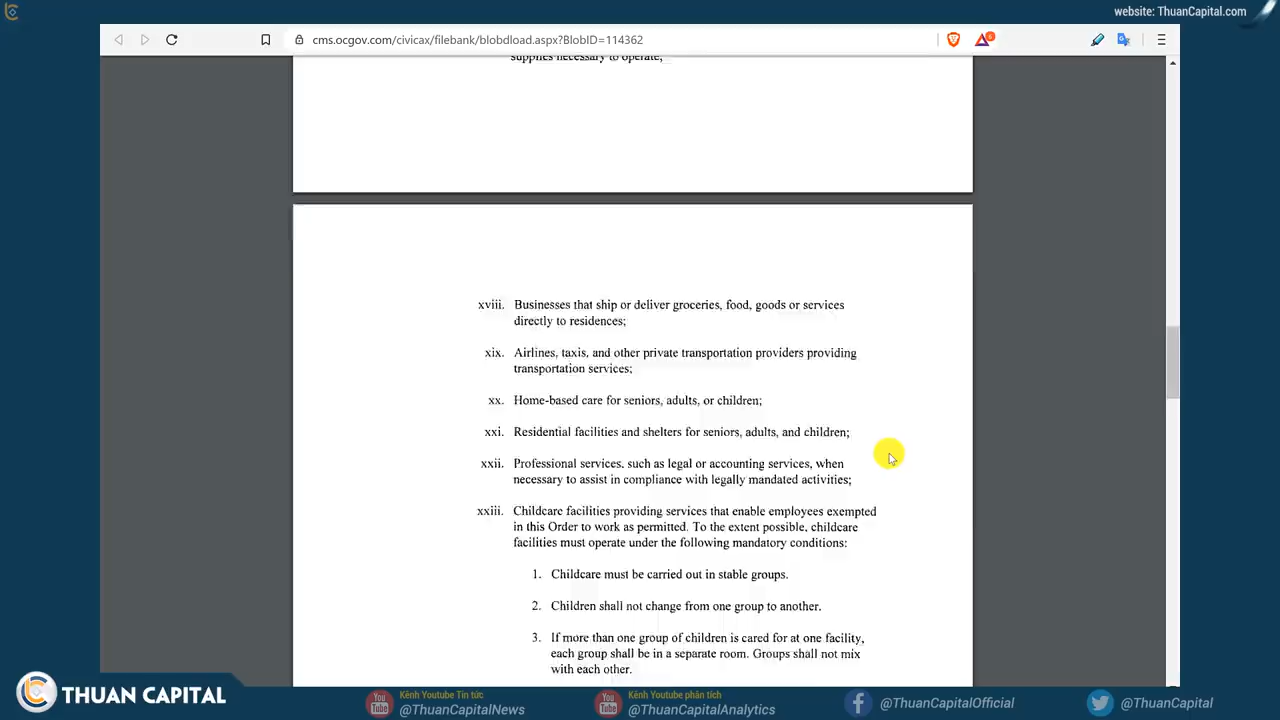 website: ThuanCapital.com
cms.ocgov.com/civicax/filebank/blobdload.aspx?BlobID=114362
6
supplies necessary to operate;
xviii. Businesses that ship or deliver groceries, food, goods or services
directly to residences;
xix. Airlines, taxis, and other private transportation providers providing
transportation services;
xx. Home-based care for seniors, adults, or children;
xxi. Residential facilities and shelters for seniors, adults, and children;
xxii. Professional services, such as legal or accounting services, when
necessary to assist in compliance with legally mandated activities;
xxiii. Childcare facilities providing services that enable employees exempted
in this Order to work as permitted. To the extent possible, childcare
facilities must operate under the following mandatory conditions:
1. Childcare must be carried out in stable groups.
2. Children shall not change from one group to another.
3. If more than one group of children is cared for at one facility,
each group shall be in a separate room. Groups shall not mix
with each other.
THUAN CAPITAL
You Tube
Kênh Youtube Tin tức
@ThuanCapitalNews
You Tube
Kênh Youtube phân tích
@ThuanCapitalAnalytics
@ThuanCapitalOfficial
@ThuanCapital